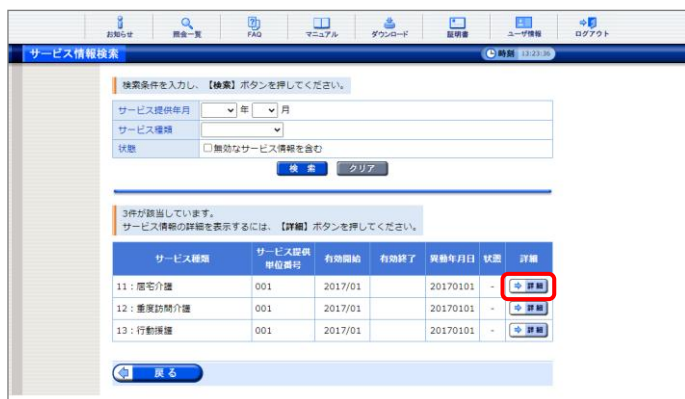 お知らせ 照会一覧 FAQ マニュアル ダウンロード 証明書 ユーザ情報 ログアウト
サービス情報検索 時刻 13:23:36
検索条件を入力し、【検索】ボタンを押してください。
サービス提供年月 年 月
サービス種類
状態 無効なサービス情報を含む
検 索 クリア
3件が該当しています。
サービス情報の詳細を表示するには、【詳細】ボタンを押してください。
サービス種類 サービス提供単位番号 有効開始 有効終了 異動年月日 状態 詳細
11：居宅介護 001 2017/01 20170101 - 詳細
12：重度訪問介護 001 2017/01 20170101 - 詳細
13：行動援護 001 2017/01 20170101 - 詳細
戻る